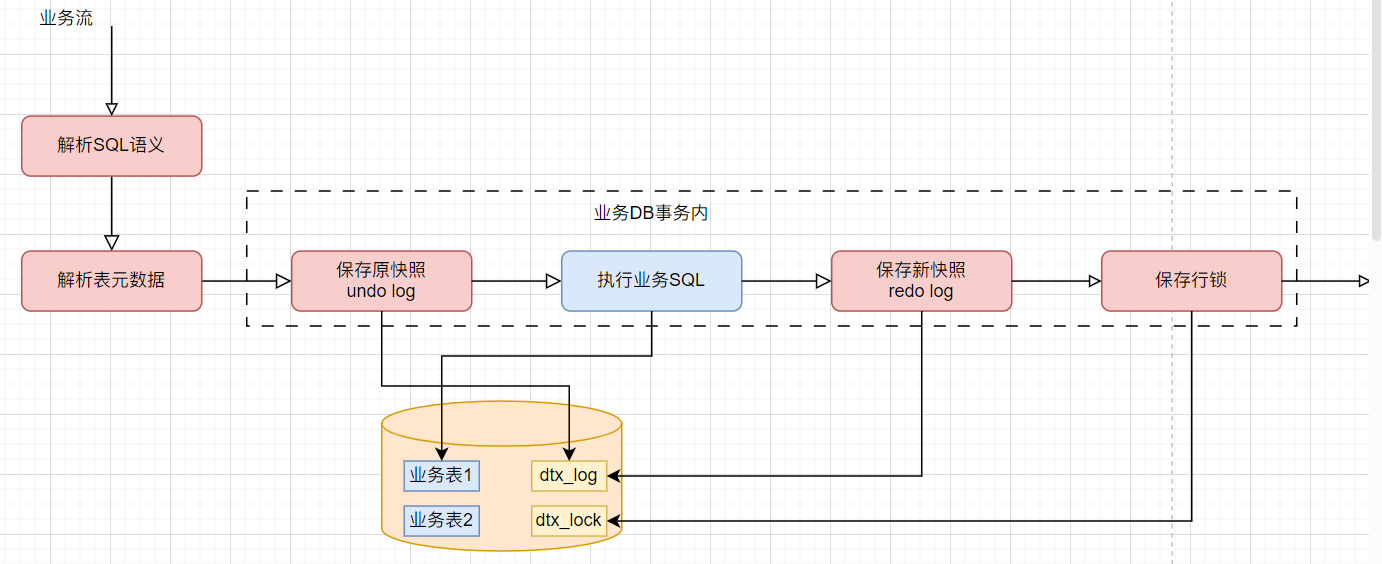 业务流
解析SQL语义
业务DB事务内
解析表元数据
保存原快照
undo log
执行业务SQL
保存新快照
redo log
保存行锁
业务表1
dtx_log
业务表2
dtx_lock